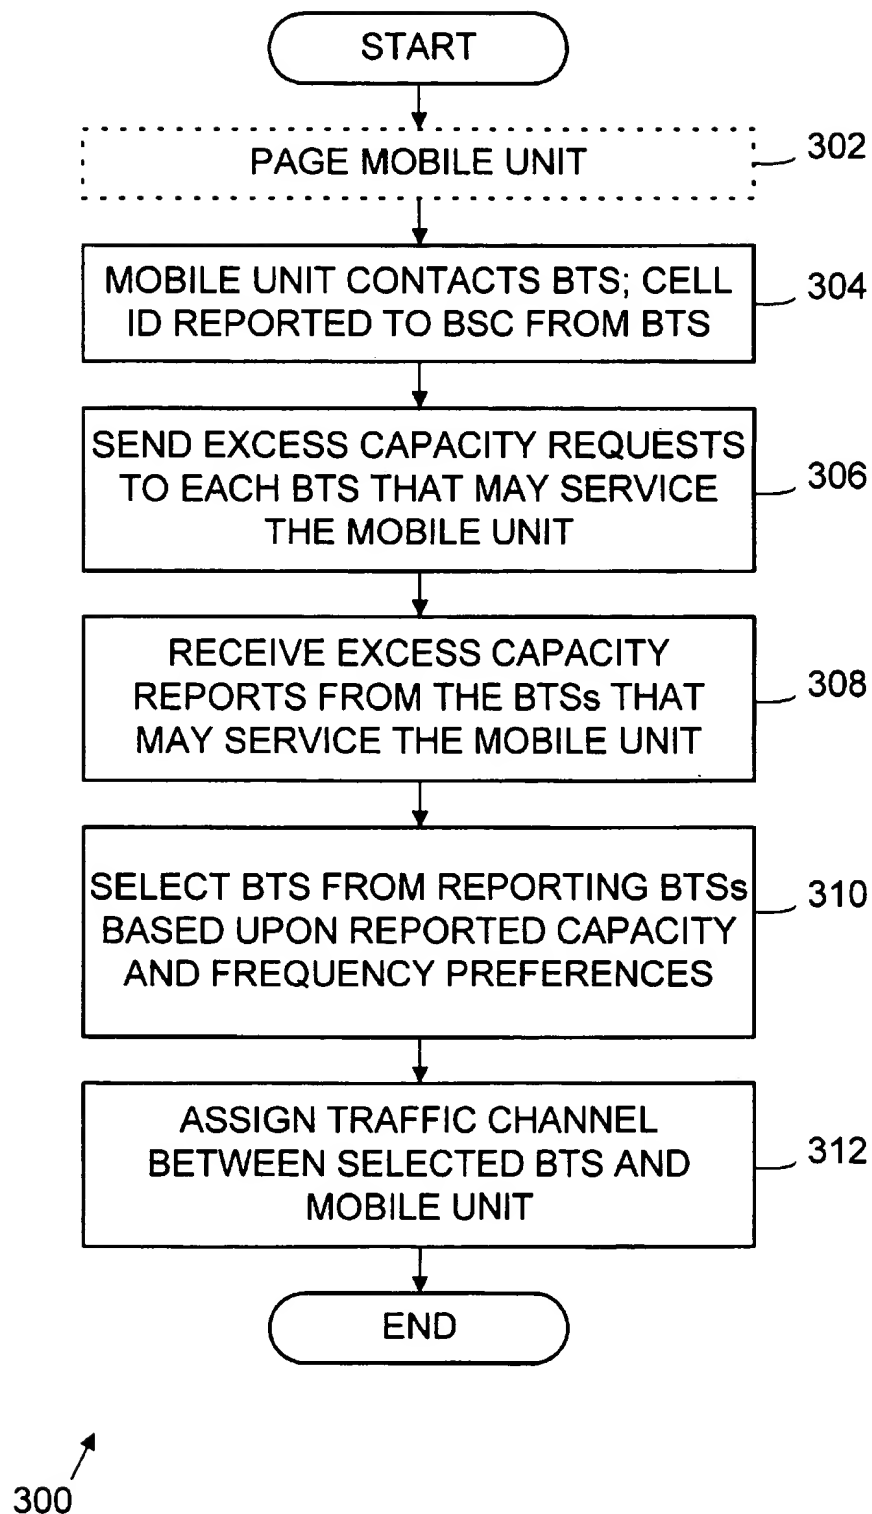 START
PAGE MOBILE UNIT
302
MOBILE UNIT CONTACTS BTS; CELL
ID REPORTED TO BSC FROM BTS
304
SEND EXCESS CAPACITY REQUESTS
TO EACH BTS THAT MAY SERVICE
THE MOBILE UNIT
306
RECEIVE EXCESS CAPACITY
REPORTS FROM THE BTSs THAT
MAY SERVICE THE MOBILE UNIT
308
SELECT BTS FROM REPORTING BTSs
BASED UPON REPORTED CAPACITY
AND FREQUENCY PREFERENCES
310
ASSIGN TRAFFIC CHANNEL
BETWEEN SELECTED BTS AND
MOBILE UNIT
312
END
300